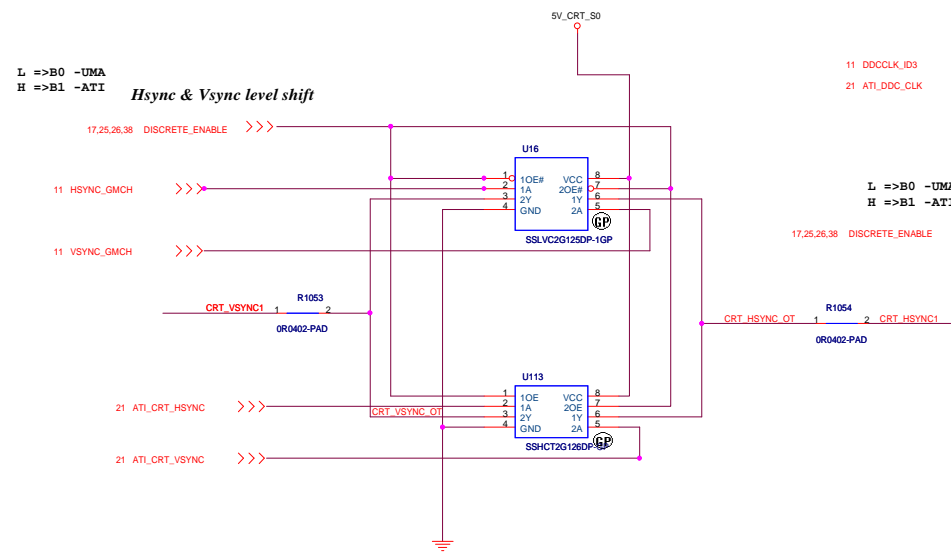 5V_CRT_S0
L =>B0 -UMA
H =>B1 -ATI
Hsync & Vsync level shift
11 DDCCLK_ID3
21 ATI_DDC_CLK
17,25,26,38 DISCRETE_ENABLE
U16
11 HSYNC_GMCH
1 1OE# VCC 8
2 1A 2OE# 7
3 2Y 1Y 6
4 GND 2A 5
GP
SSLVC2G125DP-1GP
L =>B0 -UMA
H =>B1 -ATI
17,25,26,38 DISCRETE_ENABLE
11 VSYNC_GMCH
R1053
CRT_VSYNC1 1 2
0R0402-PAD
R1054
CRT_HSYNC_OT 1 2 CRT_HSYNC1
0R0402-PAD
U113
21 ATI_CRT_HSYNC
CRT_VSYNC_OT
1 1OE VCC 8
2 1A 2OE 7
3 2Y 1Y 6
4 GND 2A 5
GP
SSHCT2G126DP-GP
21 ATI_CRT_VSYNC